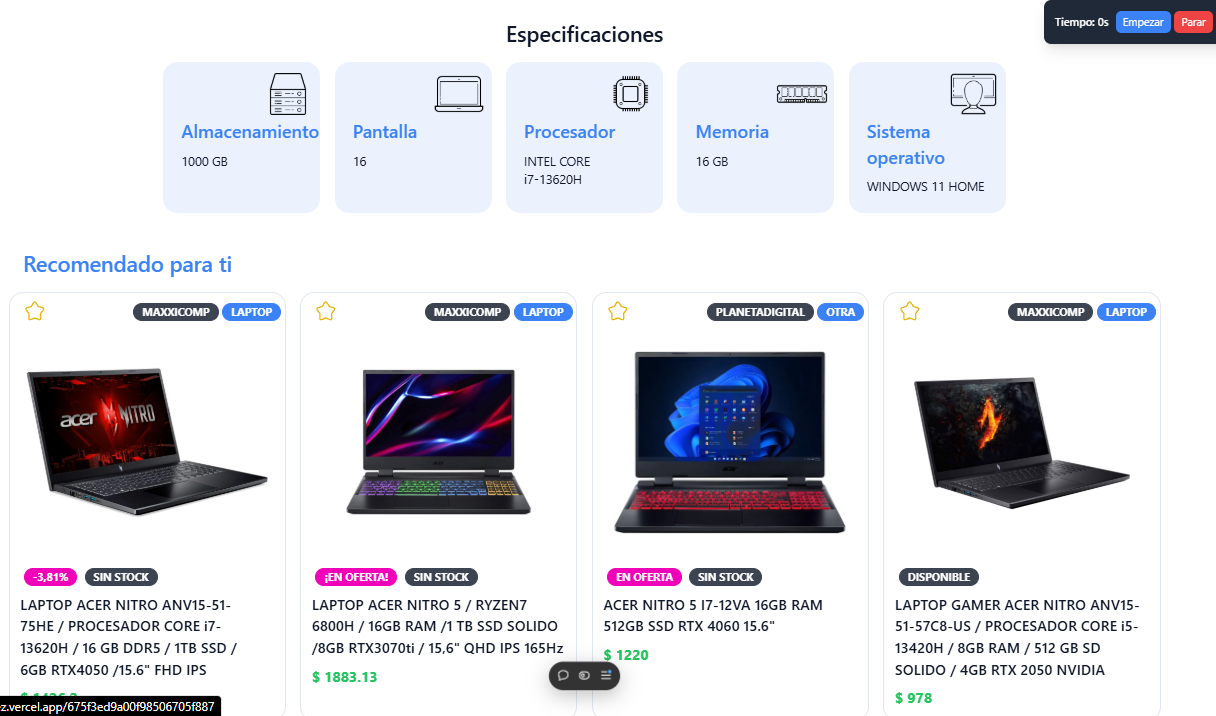 Tiempo: 0s Empezar Parar
Especificaciones
Almacenamiento
1000 GB
Pantalla
16
Procesador
INTEL CORE
i7-13620H
Memoria
16 GB
Sistema
operativo
WINDOWS 11 HOME
Recomendado para ti
MAXXICOMP LAPTOP
acer NITRO
-3,81% SIN STOCK
LAPTOP ACER NITRO ANV15-51-
75HE / PROCESADOR CORE i7-
13620H / 16 GB DDR5 / 1TB SSD /
6GB RTX4050 /15.6" FHD IPS
MAXXICOMP LAPTOP
¡EN OFERTA! SIN STOCK
LAPTOP ACER NITRO 5 / RYZEN7
6800H / 16GB RAM /1 TB SSD SOLIDO
/8GB RTX3070ti / 15,6" QHD IPS 165Hz
$ 1883.13
PLANETADIGITAL OTRA
EN OFERTA SIN STOCK
ACER NITRO 5 I7-12VA 16GB RAM
512GB SSD RTX 4060 15.6"
$ 1220
MAXXICOMP LAPTOP
DISPONIBLE
LAPTOP GAMER ACER NITRO ANV15-
51-57C8-US / PROCESADOR CORE i5-
13420H / 8GB RAM / 512 GB SD
SOLIDO / 4GB RTX 2050 NVIDIA
$ 978
z.vercel.app/675f3ed9a00f98506705f887